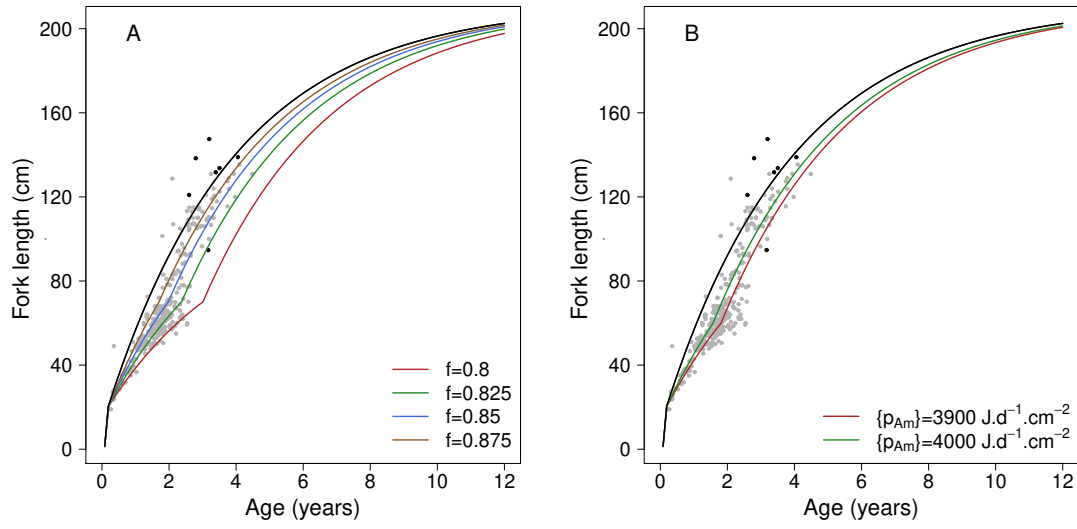 A
Fork length (cm)
200
160
120
80
40
0
0 2 4 6 8 10 12
Age (years)
f=0.8
f=0.825
f=0.85
f=0.875
B
Fork length (cm)
200
160
120
80
40
0
0 2 4 6 8 10 12
Age (years)
{p_Am}=3900 J.d⁻¹.cm⁻²
{p_Am}=4000 J.d⁻¹.cm⁻²